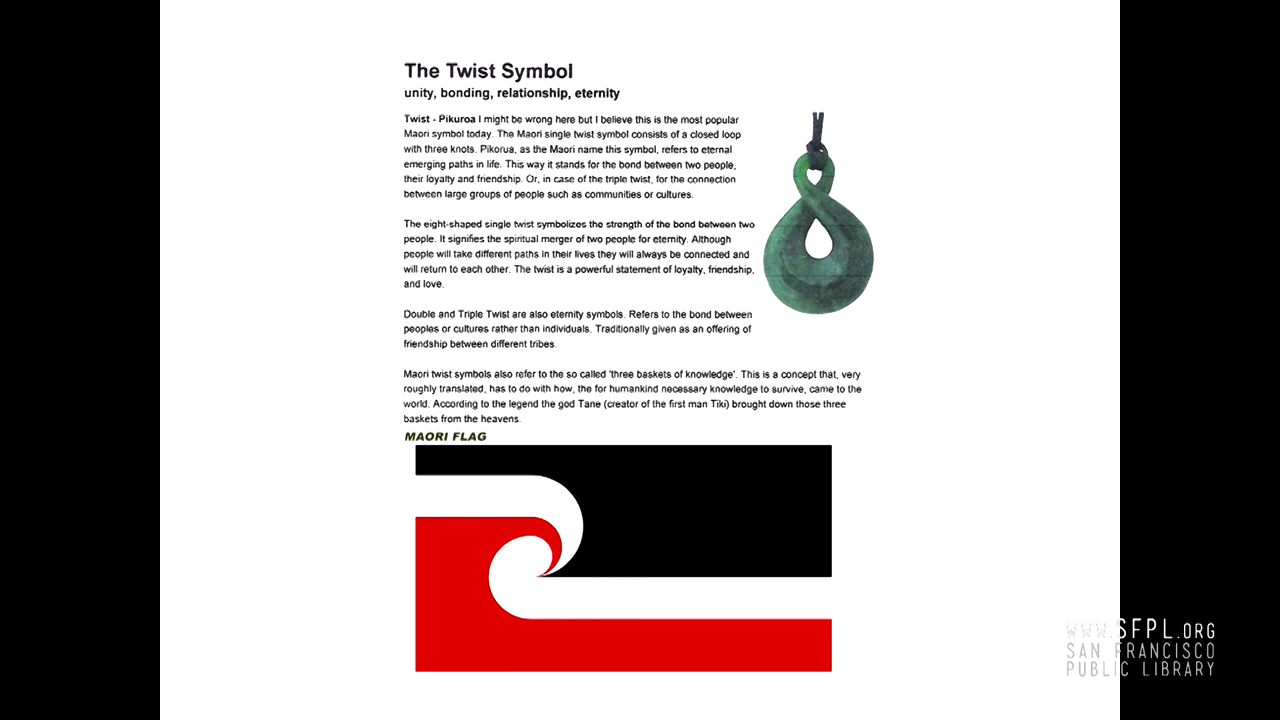 The Twist Symbol
unity, bonding, relationship, eternity
Twist - Pikuroa I might be wrong here but I believe this is the most popular
Maori symbol today. The Maori single twist symbol consists of a closed loop
with three knots. Pikorua, as the Maori name this symbol, refers to eternal
emerging paths in life. This way it stands for the bond between two people,
their loyalty and friendship. Or, in case of the triple twist, for the connection
between large groups of people such as communities or cultures.
The eight-shaped single twist symbolizes the strength of the bond between two
people. It signifies the spiritual merger of two people for eternity. Although
people will take different paths in their lives they will always be connected and
will return to each other. The twist is a powerful statement of loyalty, friendship,
and love.
Double and Triple Twist are also eternity symbols. Refers to the bond between
peoples or cultures rather than individuals. Traditionally given as an offering of
friendship between different tribes.
Maori twist symbols also refer to the so called 'three baskets of knowledge'. This is a concept that, very
roughly translated, has to do with how, the for humankind necessary knowledge to survive, came to the
world. According to the legend the god Tane (creator of the first man Tiki) brought down those three
baskets from the heavens.
MAORI FLAG
WWW.SFPL.ORG
SAN FRANCISCO
PUBLIC LIBRARY